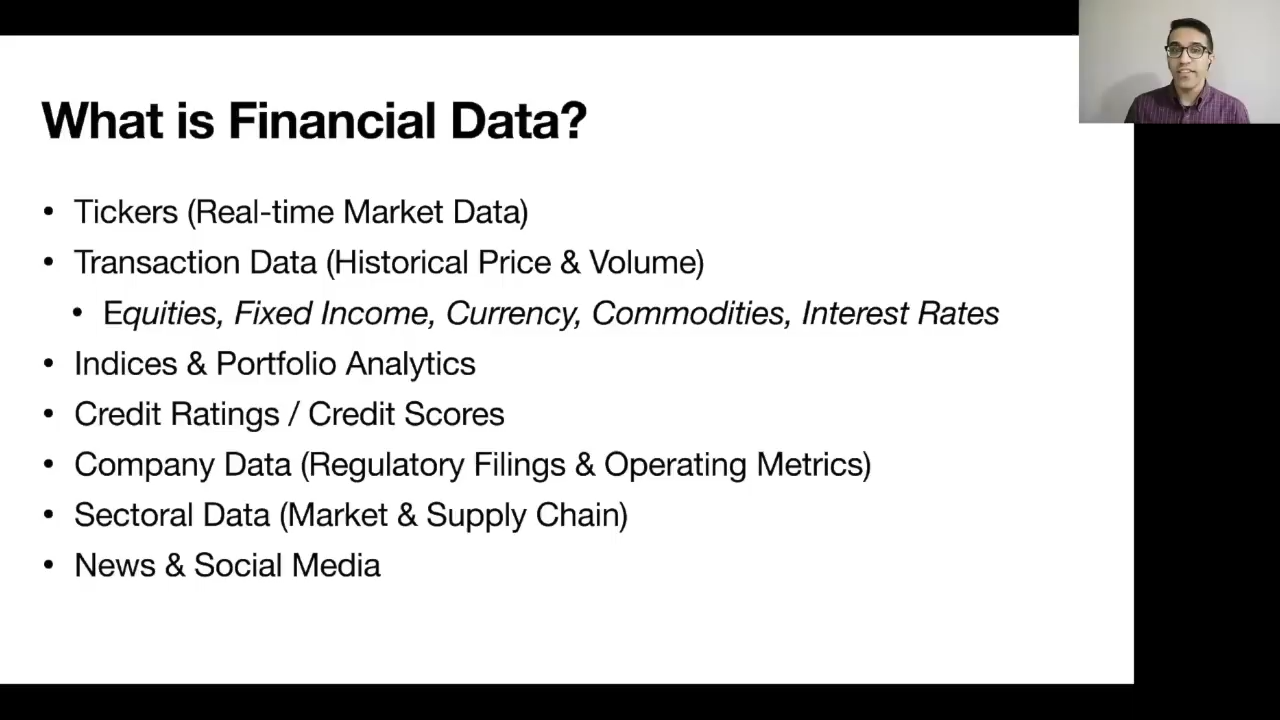 What is Financial Data?
• Tickers (Real-time Market Data)
• Transaction Data (Historical Price & Volume)
• Equities, Fixed Income, Currency, Commodities, Interest Rates
• Indices & Portfolio Analytics
• Credit Ratings / Credit Scores
• Company Data (Regulatory Filings & Operating Metrics)
• Sectoral Data (Market & Supply Chain)
• News & Social Media